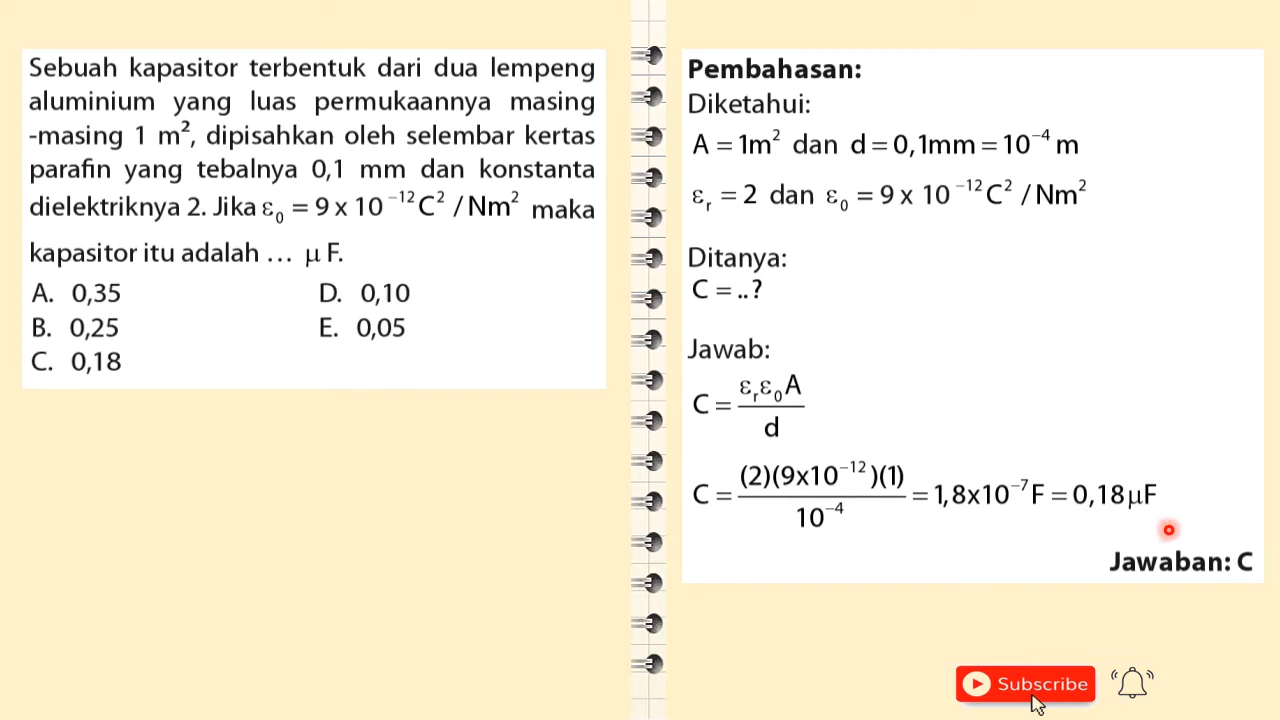 Sebuah kapasitor terbentuk dari dua lempeng
aluminium yang luas permukaannya masing
-masing 1 m², dipisahkan oleh selembar kertas
parafin yang tebalnya 0,1 mm dan konstanta
dielektriknya 2. Jika ε₀ = 9 x 10⁻¹² C² / Nm² maka
kapasitor itu adalah … μ F.
A. 0,35
B. 0,25
C. 0,18
D. 0,10
E. 0,05
Pembahasan:
Diketahui:
A = 1m² dan d = 0,1mm = 10⁻⁴ m
εᵣ = 2 dan ε₀ = 9 x 10⁻¹² C² / Nm²
Ditanya:
C = ..?
Jawab:
C = εᵣε₀A / d
C = (2)(9x10⁻¹²)(1) / 10⁻⁴ = 1,8x10⁻⁷ F = 0,18μF
Jawaban: C
Subscribe